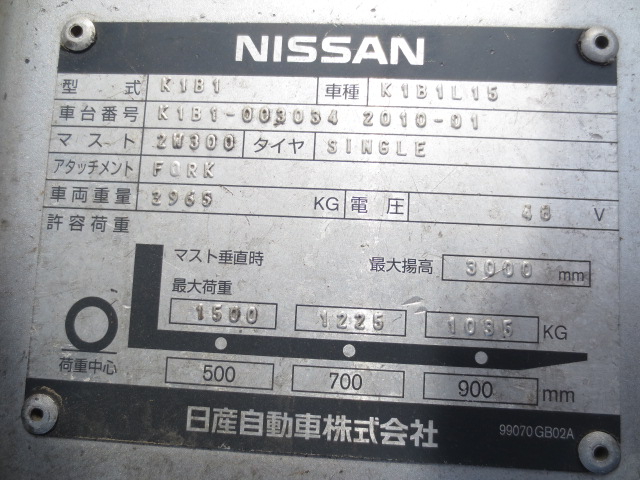 NISSAN
型式 K1B1 車種 K1B1L15
車台番号 K1B1-003034 2010-01
マスト 2W300 タイヤ SINGLE
アタッチメント FORK
車両重量 2965 KG 電圧 48 V
許容荷重
マスト垂直時 最大揚高 3000 mm
最大荷重
1500 1225 1035 KG
荷重中心 500 700 900 mm
日産自動車株式会社 99070 GB02A